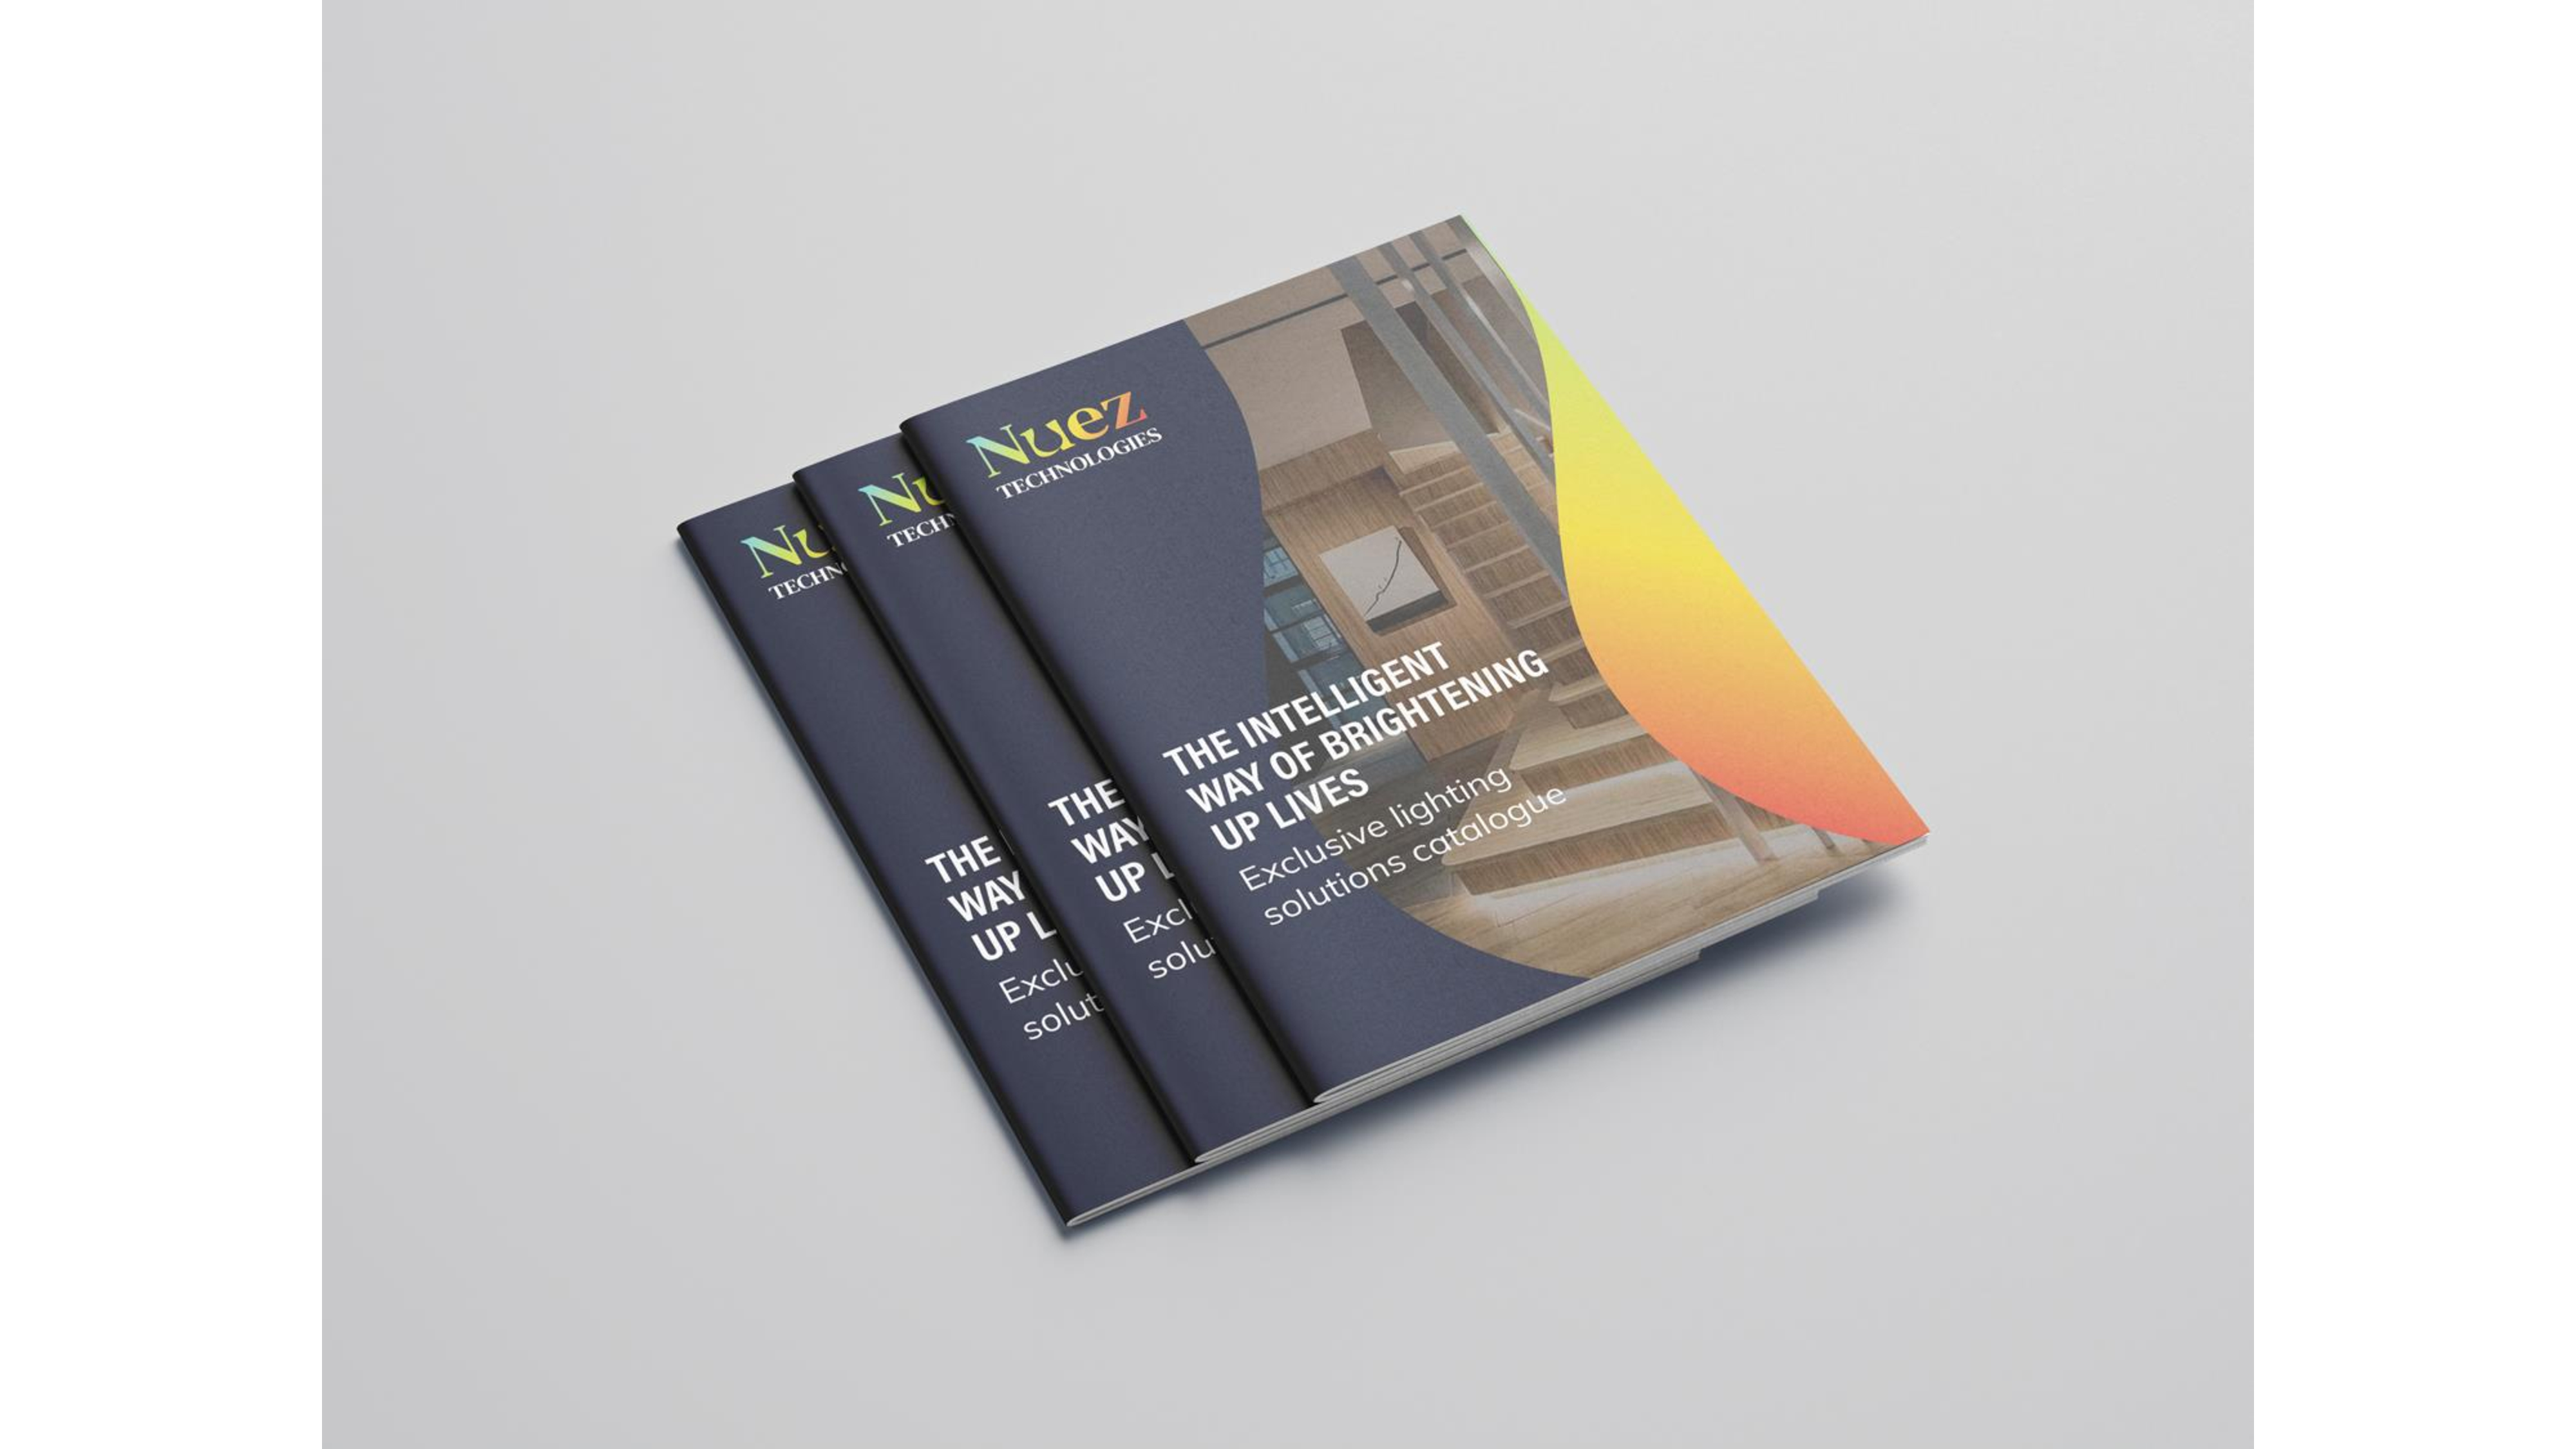 Nuez
TECHNOLOGIES
THE INTELLIGENT
WAY OF BRIGHTENING
UP LIVES
Exclusive lighting
solutions catalogue
Nu
TECHN
THE
WAY
UP L
Excl
solu
Nu
TECHN
THE
WAY
UP L
Exclu
solut